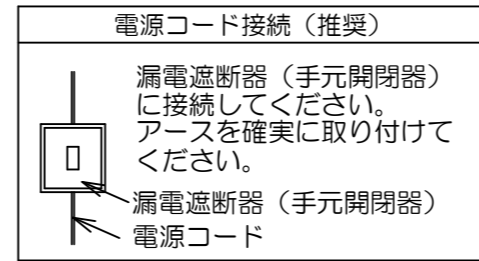 電源コード接続（推奨）
漏電遮断器（手元開閉器）
に接続してください。
アースを確実に取り付けて
ください。
漏電遮断器（手元開閉器）
電源コード